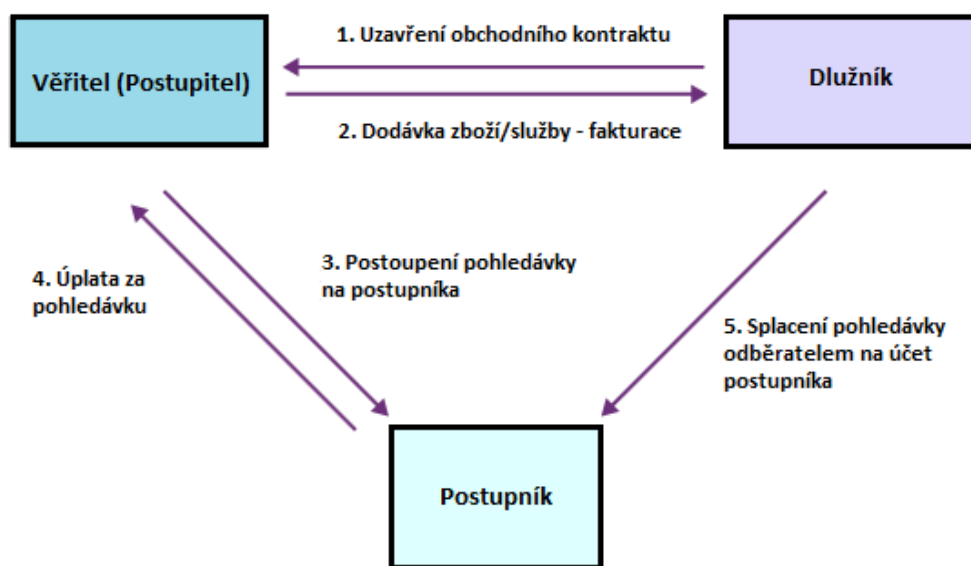 1. Uzavření obchodního kontraktu
Věřitel (Postupitel)
Dlužník
2. Dodávka zboží/služby - fakturace
3. Postoupení pohledávky
na postupníka
4. Úplata za
pohledávku
5. Splacení pohledávky
odběratelem na účet
postupníka
Postupník